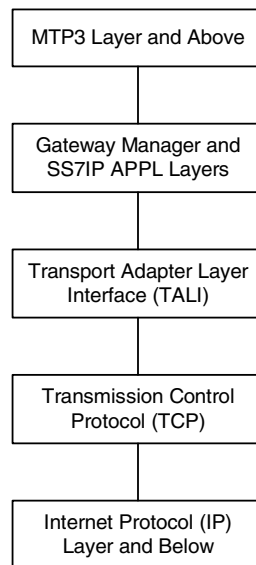 MTP3 Layer and Above
Gateway Manager and
SS7IP APPL Layers
Transport Adapter Layer
Interface (TALI)
Transmission Control
Protocol (TCP)
Internet Protocol (IP)
Layer and Below